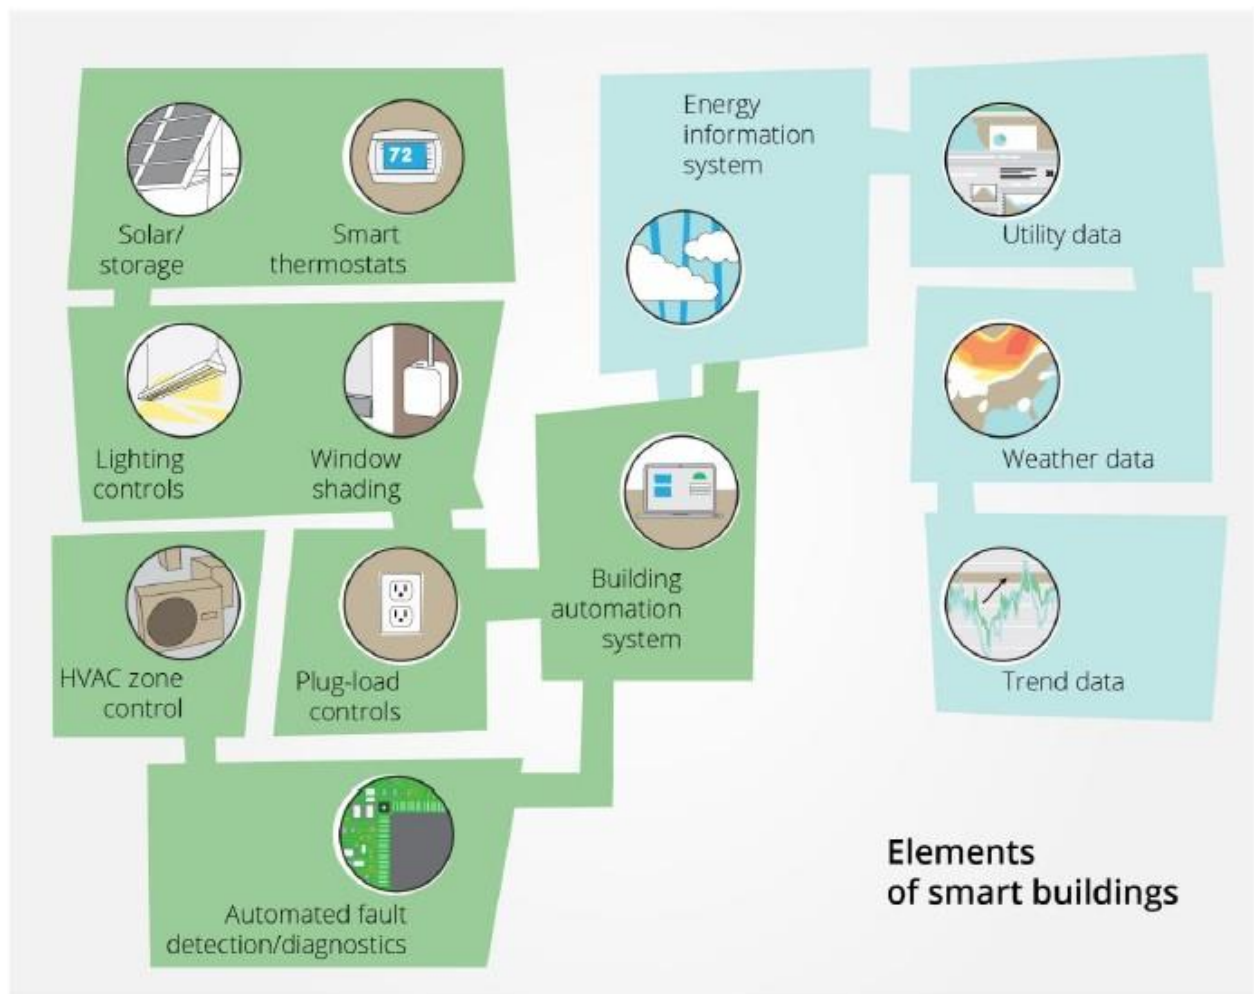 Solar/
storage
Smart
thermostats
72
Lighting
controls
Window
shading
HVAC zone
control
Plug-load
controls
Automated fault
detection/diagnostics
Building
automation
system
Energy
information
system
Utility data
Weather data
Trend data
Elements
of smart buildings